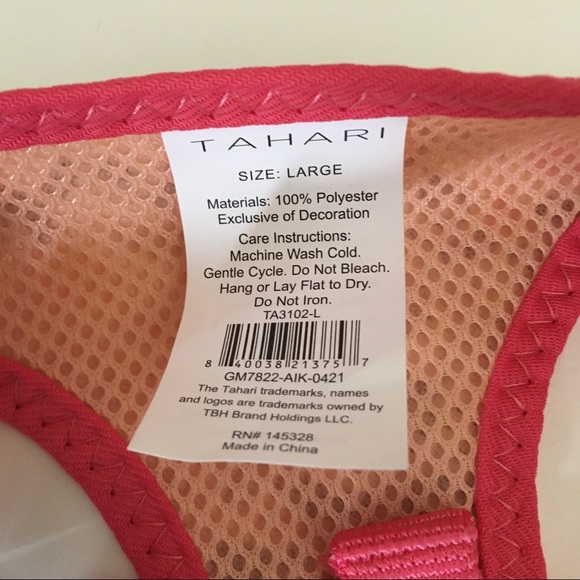 TAHARI
SIZE: LARGE
Materials: 100% Polyester
Exclusive of Decoration
Care Instructions:
Machine Wash Cold.
Gentle Cycle. Do Not Bleach.
Hang or Lay Flat to Dry.
Do Not Iron.
TA3102-L
8 40038 21375 7
GM7822-AIK-0421
The Tahari trademarks, names
and logos are trademarks owned by
TBH Brand Holdings LLC.
RN# 145328
Made in China